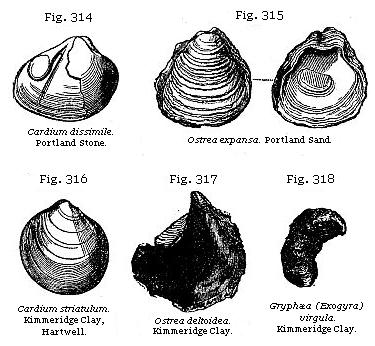 Fig. 314
Fig. 315
Cardium dissimile.
Portland Stone.
Ostrea expansa. Portland Sand
Fig. 316
Fig. 317
Fig. 318
Cardium striatulum.
Kimmeridge Clay,
Hartwell.
Ostrea deltoidea.
Kimmeridge Clay.
Gryphæa (Exogyra)
virgula.
Kimmeridge Clay.